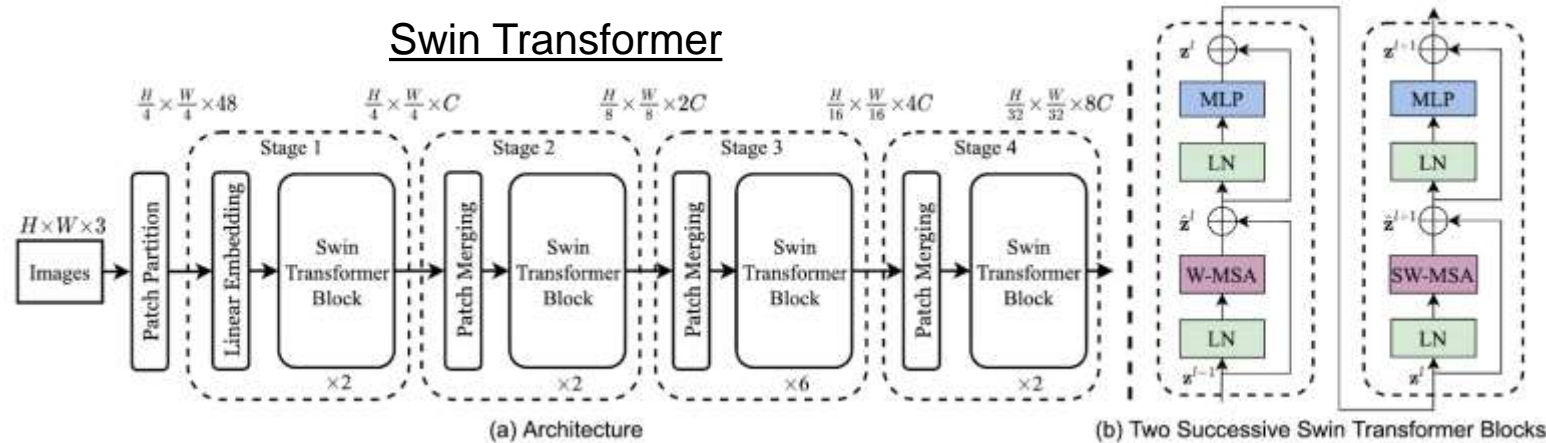 Swin Transformer
H/4 × W/4 × 48
H/4 × W/4 × C
H/8 × W/8 × 2C
H/16 × W/16 × 4C
H/32 × W/32 × 8C
Stage 1
Stage 2
Stage 3
Stage 4
H×W×3
Images
Patch Partition
Linear Embedding
Swin
Transformer
Block
×2
Patch Merging
Swin
Transformer
Block
×2
Patch Merging
Swin
Transformer
Block
×6
Patch Merging
Swin
Transformer
Block
×2
(a) Architecture
z^l
MLP
LN
ẑ^l
W-MSA
LN
z^{l-1}
z^{l+1}
MLP
LN
ẑ^{l+1}
SW-MSA
LN
z^l
(b) Two Successive Swin Transformer Blocks